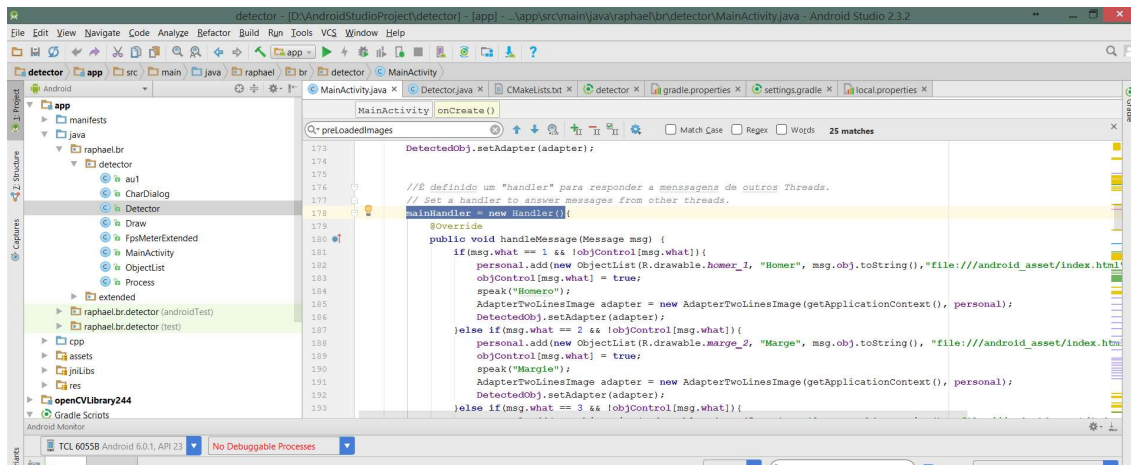 detector - [D:\AndroidStudioProject\detector] - [app] - ...\app\src\main\java\raphael\br\detector\MainActivity.java - Android Studio 2.3.2
File Edit View Navigate Code Analyze Refactor Build Run Tools VCS Window Help
app
detector app src main java raphael br detector MainActivity
Android
MainActivity.java Detector.java CMakeLists.txt detector gradle.properties settings.gradle local.properties
MainActivity onCreate()
preLoadedImages Match Case Regex Words 25 matches
1: Project
7: Structure
Captures
Gradle
app
manifests
java
raphael.br
detector
au1
CharDialog
Detector
Draw
FpsMeterExtended
MainActivity
ObjectList
Process
extended
raphael.br.detector (androidTest)
raphael.br.detector (test)
cpp
assets
jniLibs
res
openCVLibrary244
Gradle Scripts
173 DetectedObj.setAdapter(adapter);
174
175
176 //É definido um "handler" para responder a menssagens de outros Threads.
177 // Set a handler to answer messages from other threads.
178 mainHandler = new Handler(){
179 @Override
180 public void handleMessage(Message msg) {
181 if(msg.what == 1 && !objControl[msg.what]){
182 personal.add(new ObjectList(R.drawable.homer_1, "Homer", msg.obj.toString(),"file:///android_asset/index.html"
183 objControl[msg.what] = true;
184 speak("Homero");
185 AdapterTwoLinesImage adapter = new AdapterTwoLinesImage(getApplicationContext(), personal);
186 DetectedObj.setAdapter(adapter);
187 }else if(msg.what == 2 && !objControl[msg.what]){
188 personal.add(new ObjectList(R.drawable.marge_2, "Marge", msg.obj.toString(), "file:///android_asset/index.htm
189 objControl[msg.what] = true;
190 speak("Margie");
191 AdapterTwoLinesImage adapter = new AdapterTwoLinesImage(getApplicationContext(), personal);
192 DetectedObj.setAdapter(adapter);
193 }else if(msg.what == 3 && !objControl[msg.what]){
Android Monitor
TCL 6055B Android 6.0.1, API 23 No Debuggable Processes